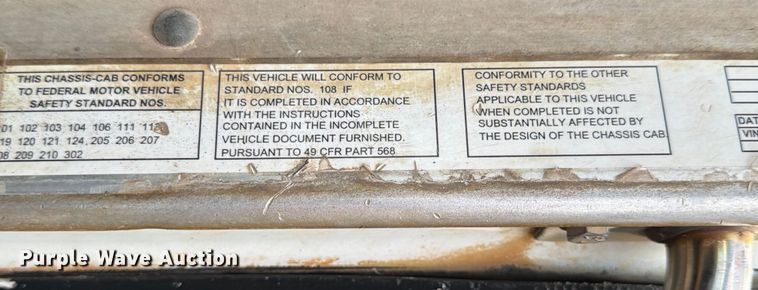 THIS CHASSIS-CAB CONFORMS
TO FEDERAL MOTOR VEHICLE
SAFETY STANDARD NOS.
101 102 103 104 106 111 113
119 120 121 124, 205 206 207
208 209 210 302
THIS VEHICLE WILL CONFORM TO
STANDARD NOS. 108 IF
IT IS COMPLETED IN ACCORDANCE
WITH THE INSTRUCTIONS
CONTAINED IN THE INCOMPLETE
VEHICLE DOCUMENT FURNISHED.
PURSUANT TO 49 CFR PART 568
CONFORMITY TO THE OTHER
SAFETY STANDARDS
APPLICABLE TO THIS VEHICLE
WHEN COMPLETED IS NOT
SUBSTANTIALLY AFFECTED BY
THE DESIGN OF THE CHASSIS CAB
DAT
VIN
Purple Wave Auction